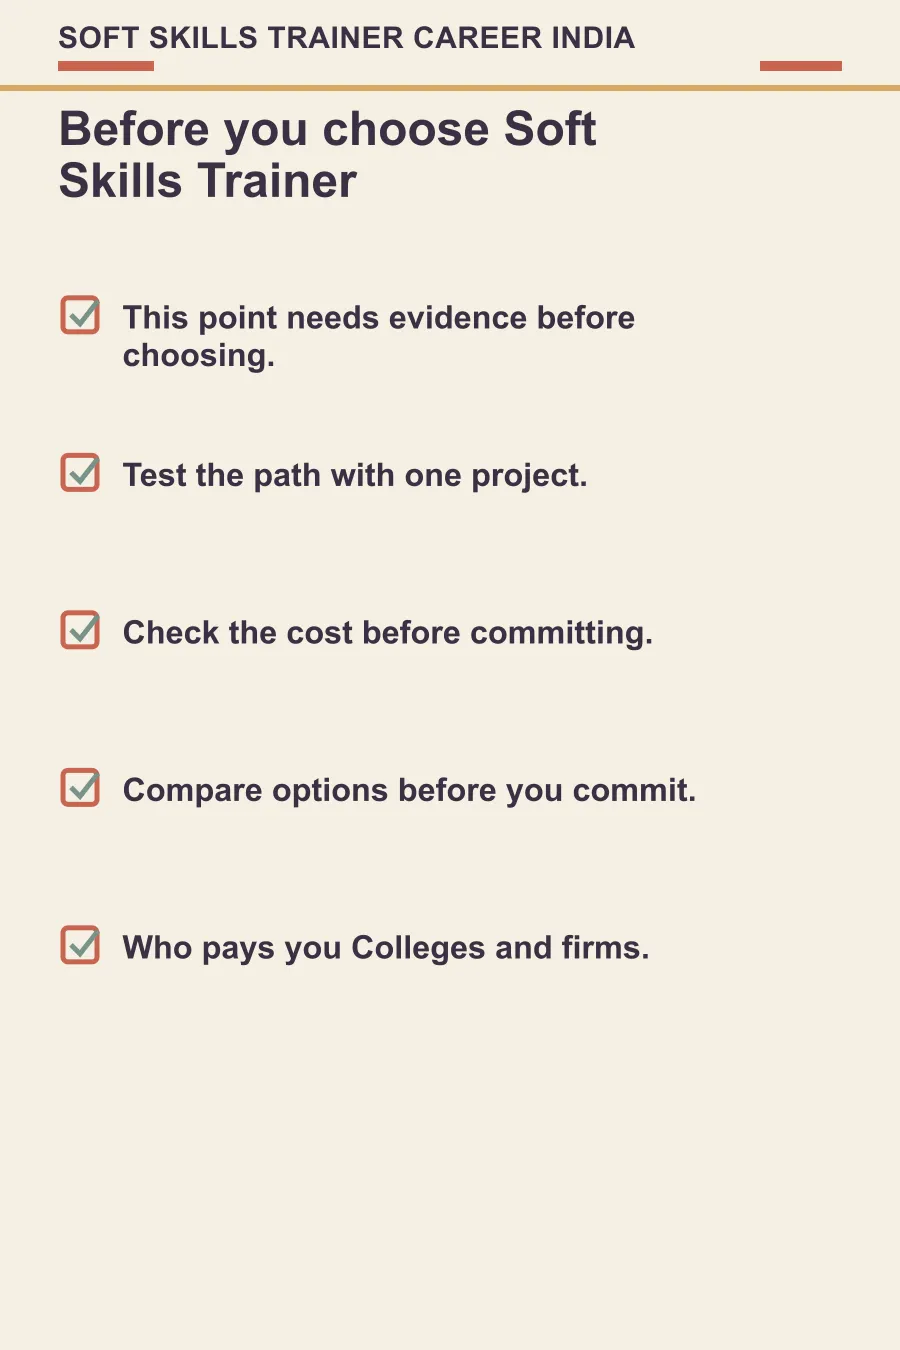 SOFT SKILLS TRAINER CAREER INDIA
Before you choose Soft
Skills Trainer
This point needs evidence before
choosing.
Test the path with one project.
Check the cost before committing.
Compare options before you commit.
Who pays you Colleges and firms.